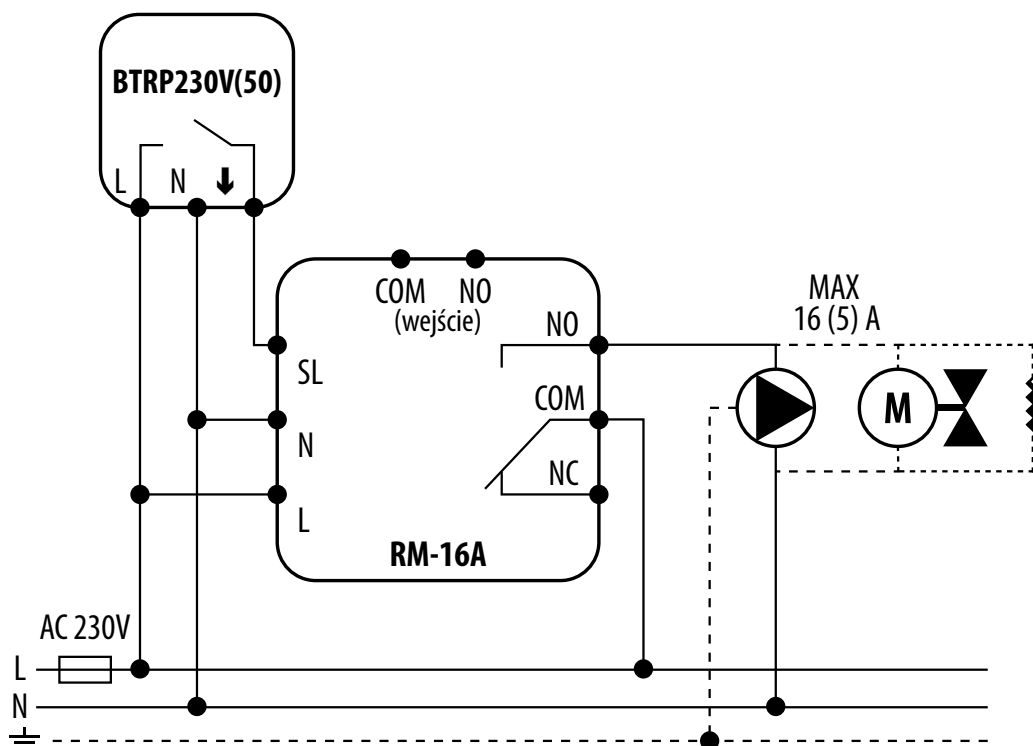 BTRP230V(50)
L N
COM NO
(wejście)
MAX
16 (5) A
NO
SL
COM
M
N
NC
L
RM-16A
AC 230V
L
N